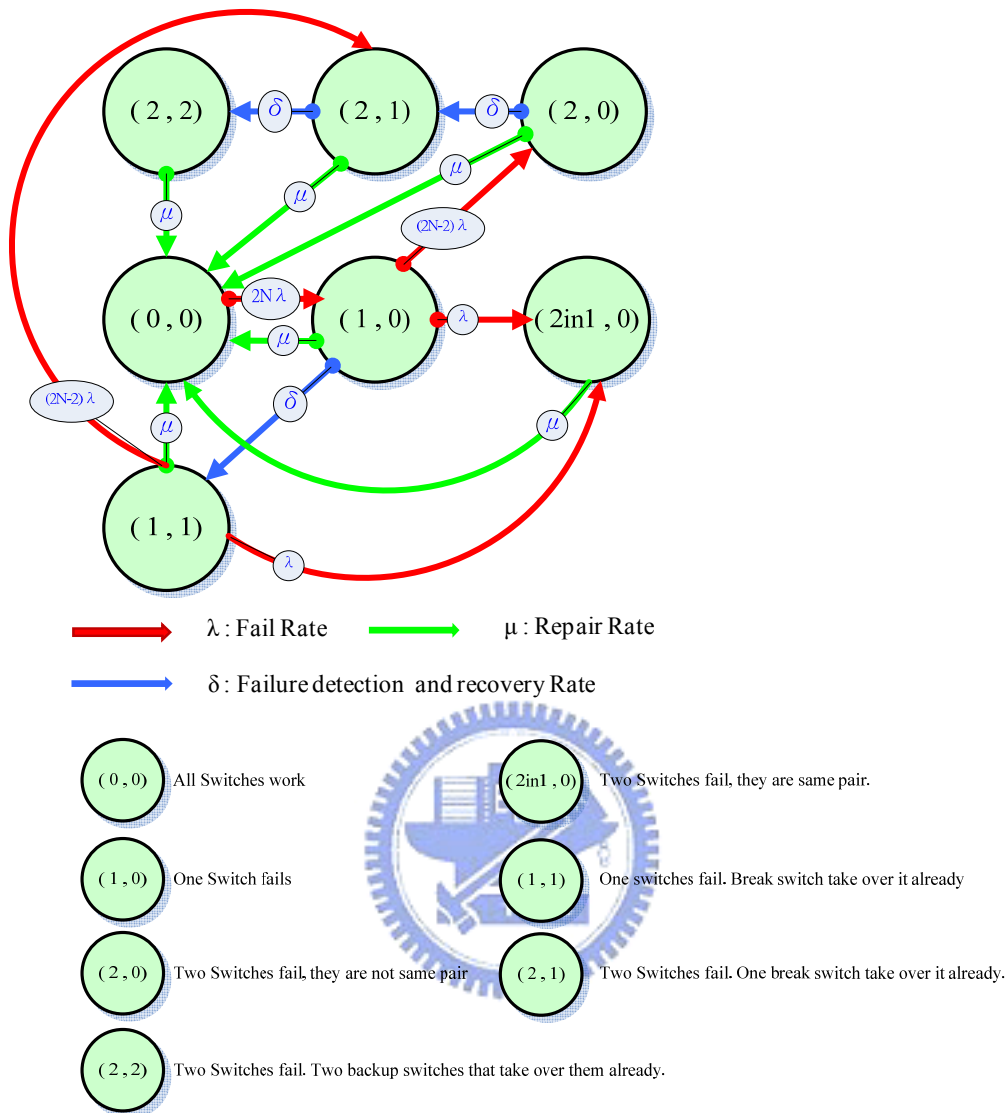 ( 2 , 2 )
δ
( 2 , 1 )
δ
( 2 , 0 )
μ
μ
μ
(2N-2) λ
( 0 , 0 )
2N λ
( 1 , 0 )
λ
( 2in1 , 0 )
μ
(2N-2) λ
μ
δ
μ
( 1 , 1 )
λ
λ : Fail Rate
μ : Repair Rate
δ : Failure detection and recovery Rate
( 0 , 0 ) All Switches work
( 2in1 , 0 ) Two Switches fail, they are same pair.
( 1 , 0 ) One Switch fails
( 1 , 1 ) One switches fail. Break switch take over it already
( 2 , 0 ) Two Switches fail, they are not same pair
( 2 , 1 ) Two Switches fail. One break switch take over it already.
( 2 , 2 ) Two Switches fail. Two backup switches that take over them already.